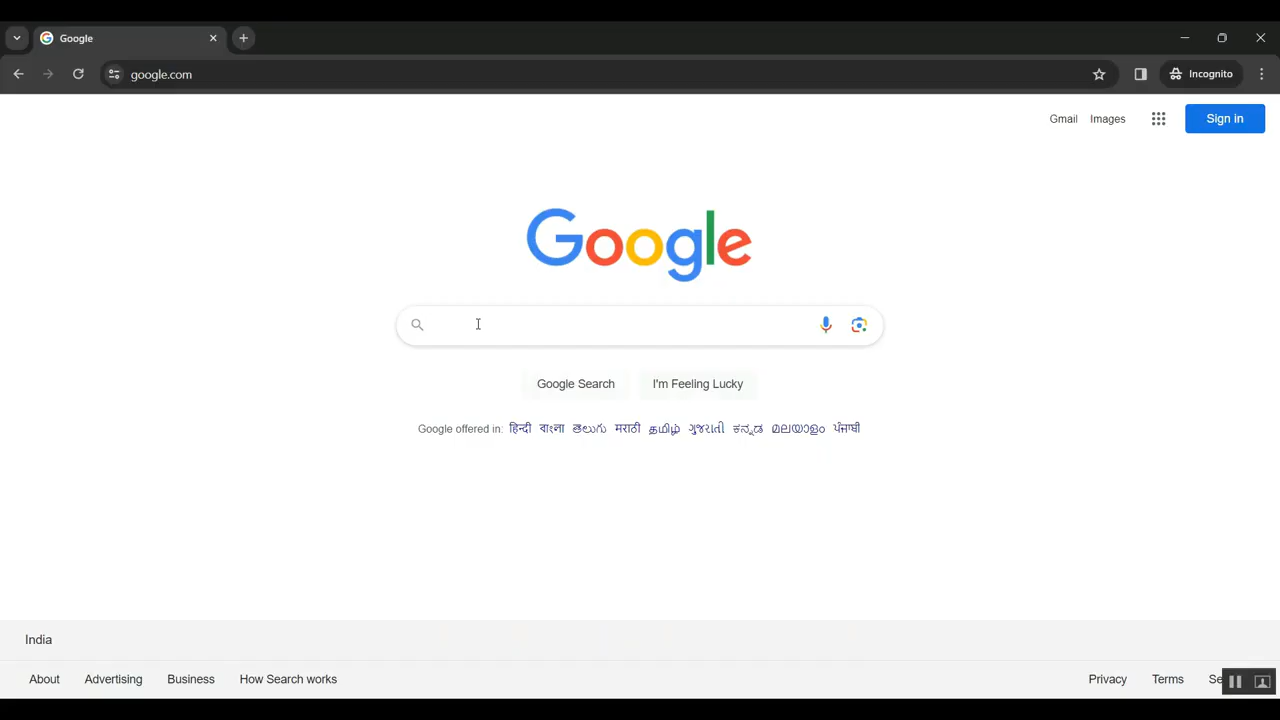 Google
google.com
Incognito
Gmail Images Sign in
Google
Google Search I'm Feeling Lucky
Google offered in: हिन्दी বাংলা తెలుగు मराठी தமிழ் ગુજરાતી ಕನ್ನಡ മലയാളം ਪੰਜਾਬੀ
India
About Advertising Business How Search works Privacy Terms